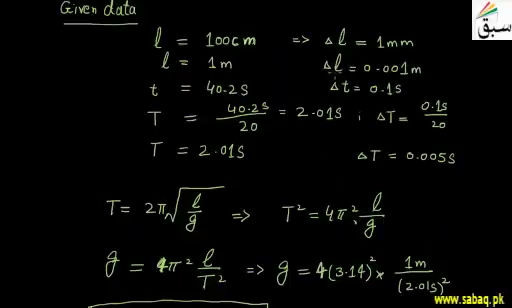 Given data
سبق
l = 100cm => Δl = 1mm
l = 1m Δl = 0.001m
t = 40.2s Δt = 0.1s
T = 40.2s/20 = 2.01s ; ΔT = 0.1s/20
T = 2.01s ΔT = 0.005s
T = 2π√(l/g) => T² = 4π² l/g
g = 4π² l/T² => g = 4(3.14)² × 1m/(2.01s)²
www.sabaq.pk